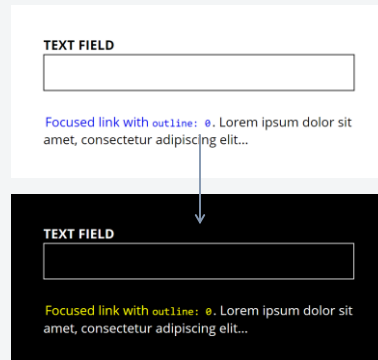 TEXT FIELD
Focused link with outline: 0. Lorem ipsum dolor sit
amet, consectetur adipiscing elit...
TEXT FIELD
Focused link with outline: 0. Lorem ipsum dolor sit
amet, consectetur adipiscing elit...